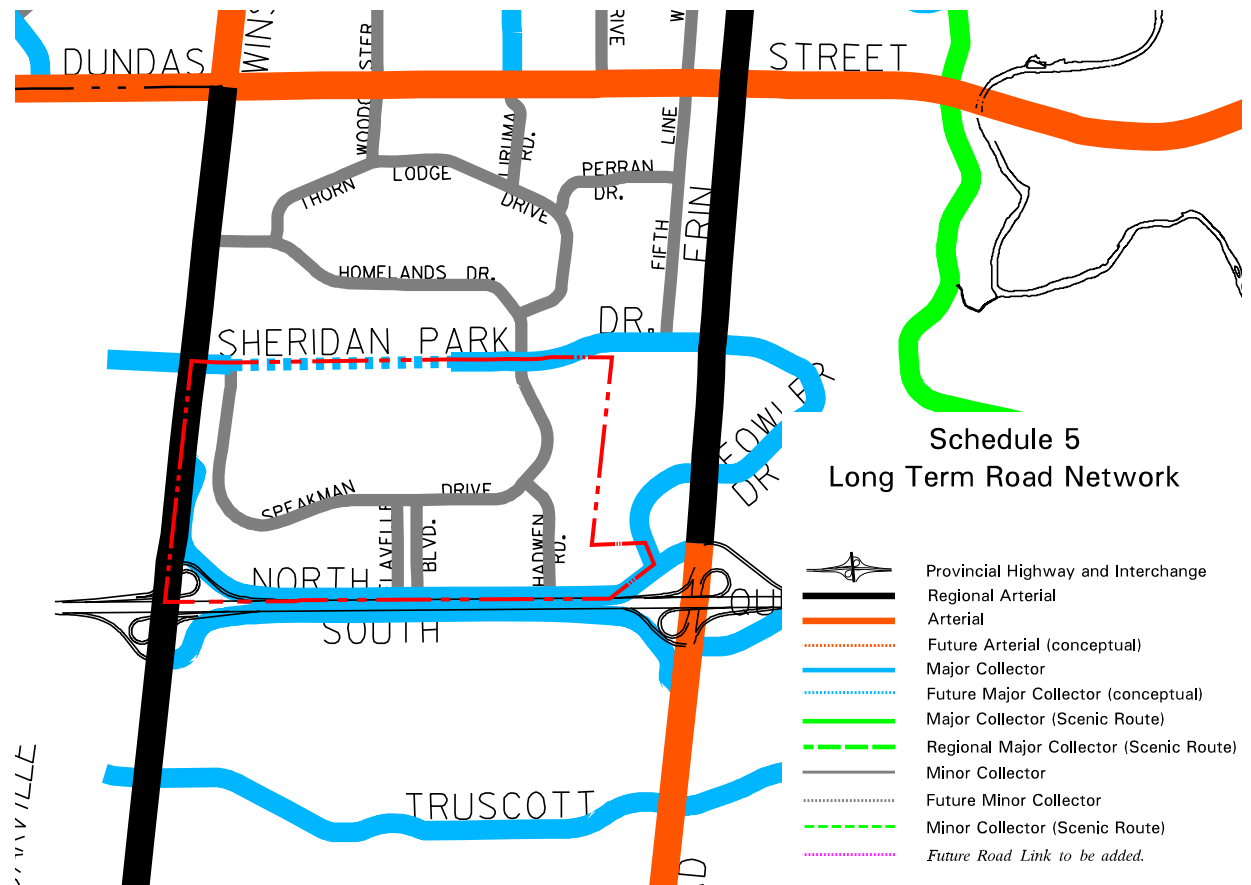 DUNDAS
WINS
STREET
LINE
THORN
LODGE
DRIVE
RD.
PERRAN
DR.
FIFTH
ERIN
HOMELANDS DR.
SHERIDAN PARK
DR.
SPEAKMAN
DRIVE
BLVD.
HADWEN
RD.
NORTH
SOUTH
QU
TRUSCOTT
DR
Schedule 5
Long Term Road Network
Provincial Highway and Interchange
Regional Arterial
Arterial
Future Arterial (conceptual)
Major Collector
Future Major Collector (conceptual)
Major Collector (Scenic Route)
Regional Major Collector (Scenic Route)
Minor Collector
Future Minor Collector
Minor Collector (Scenic Route)
Future Road Link to be added.